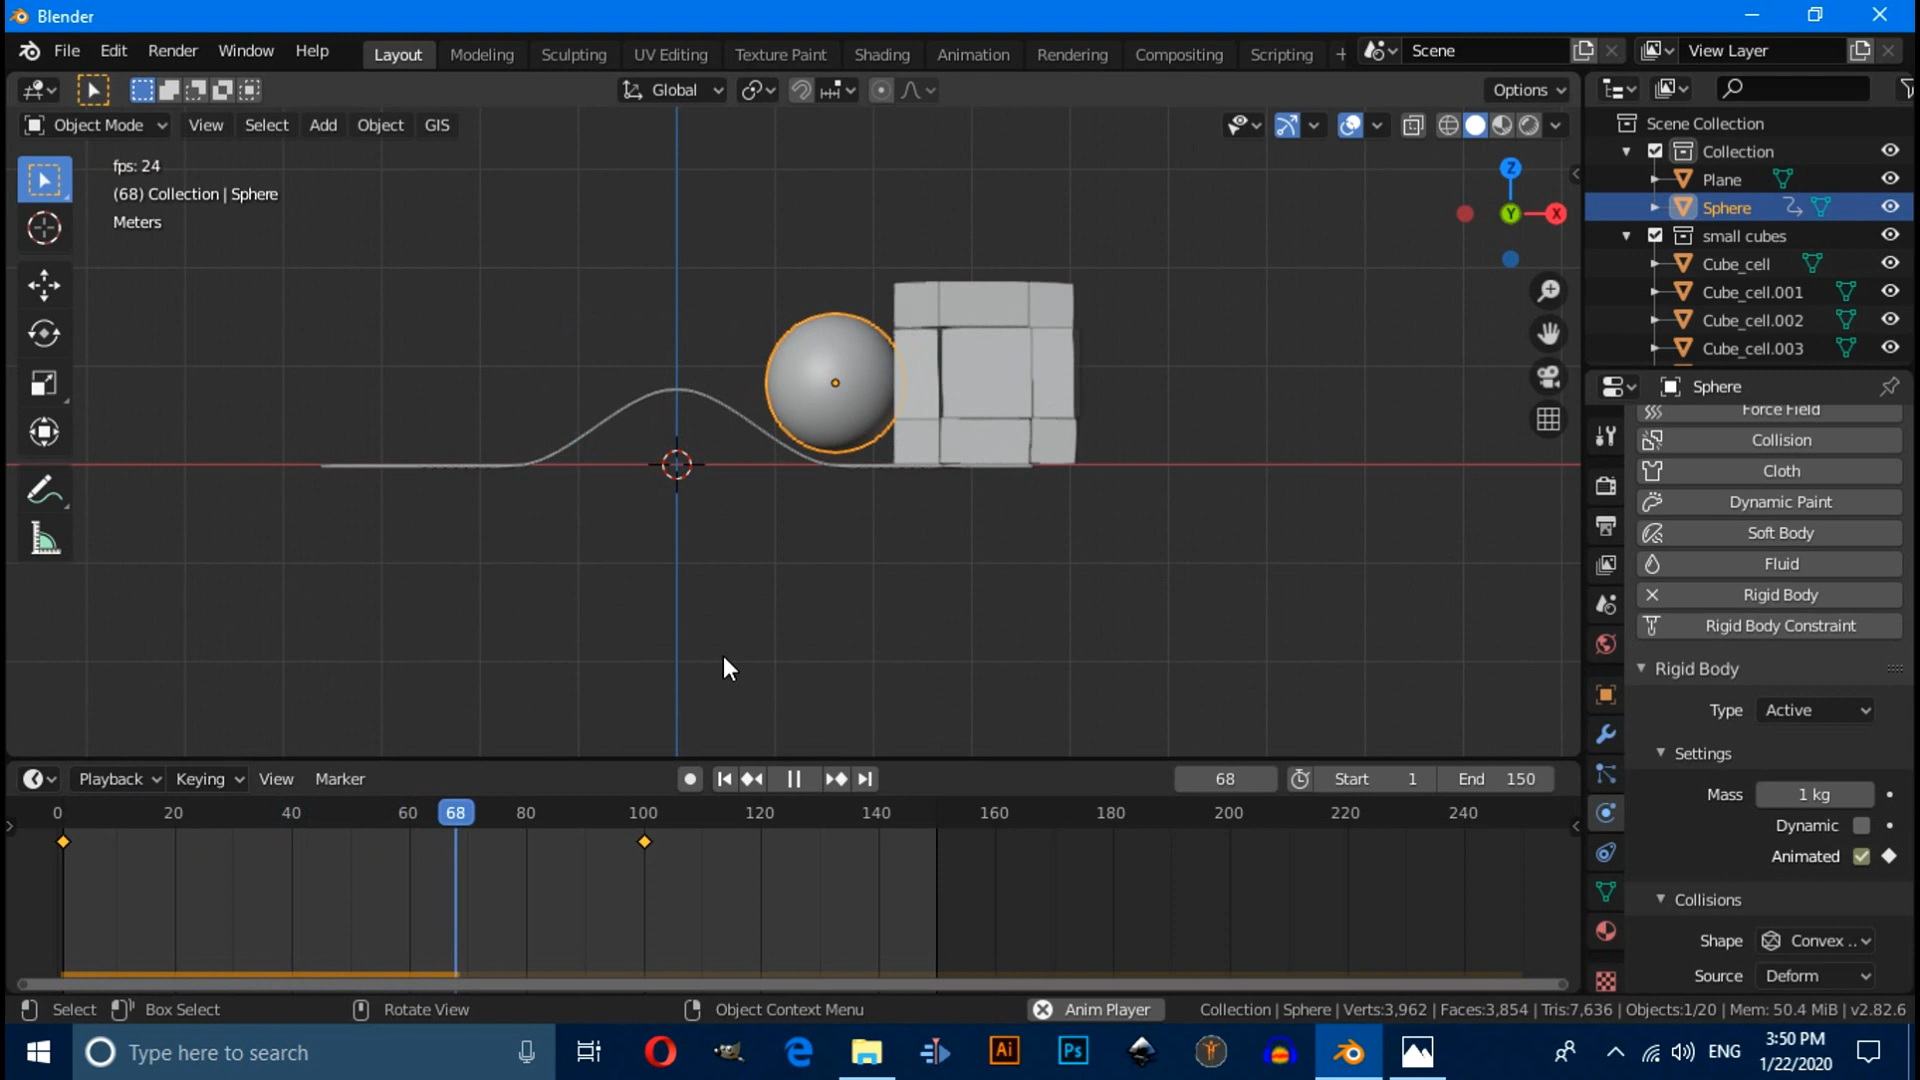 Blender
File Edit Render Window Help Layout Modeling Sculpting UV Editing Texture Paint Shading Animation Rendering Compositing Scripting + Scene View Layer
Global Options
Object Mode View Select Add Object GIS
fps: 24
(68) Collection | Sphere
Meters
Z
Y
X
Scene Collection
Collection
Plane
Sphere
small cubes
Cube_cell
Cube_cell.001
Cube_cell.002
Cube_cell.003
Sphere
Force Field
Collision
Cloth
Dynamic Paint
Soft Body
Fluid
Rigid Body
Rigid Body Constraint
Rigid Body
Type Active
Settings
Mass 1 kg
Dynamic
Animated
Collisions
Shape Convex ..
Source Deform
Playback Keying View Marker 68 Start 1 End 150
0 20 40 60 68 80 100 120 140 160 180 200 220 240
Select Box Select Rotate View Object Context Menu Anim Player Collection | Sphere | Verts:3,962 | Faces:3,854 | Tris:7,636 | Objects:1/20 | Mem: 50.4 MiB | v2.82.6
Type here to search Ai Ps ENG 3:50 PM
1/22/2020